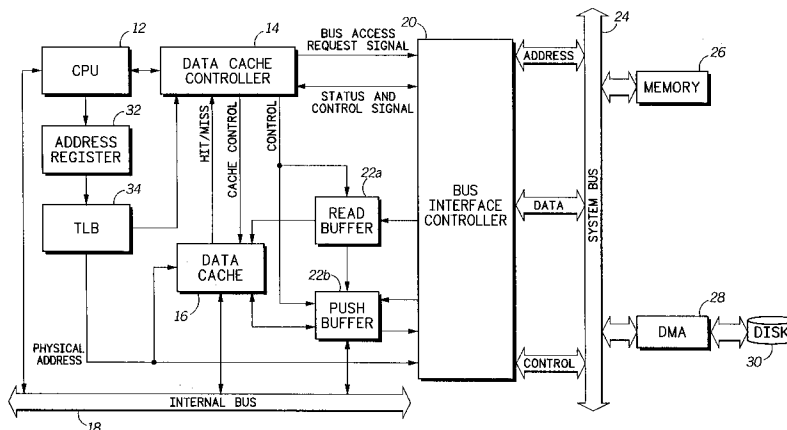 12
CPU
14
DATA CACHE
CONTROLLER
BUS ACCESS
REQUEST SIGNAL
STATUS AND
CONTROL SIGNAL
20
BUS
INTERFACE
CONTROLLER
24
ADDRESS
SYSTEM BUS
26
MEMORY
32
ADDRESS
REGISTER
HIT/MISS
CACHE CONTROL
CONTROL
34
TLB
22a
READ
BUFFER
DATA
DATA
CACHE
16
22b
PUSH
BUFFER
28
DMA
DISK
30
PHYSICAL
ADDRESS
CONTROL
INTERNAL BUS
18